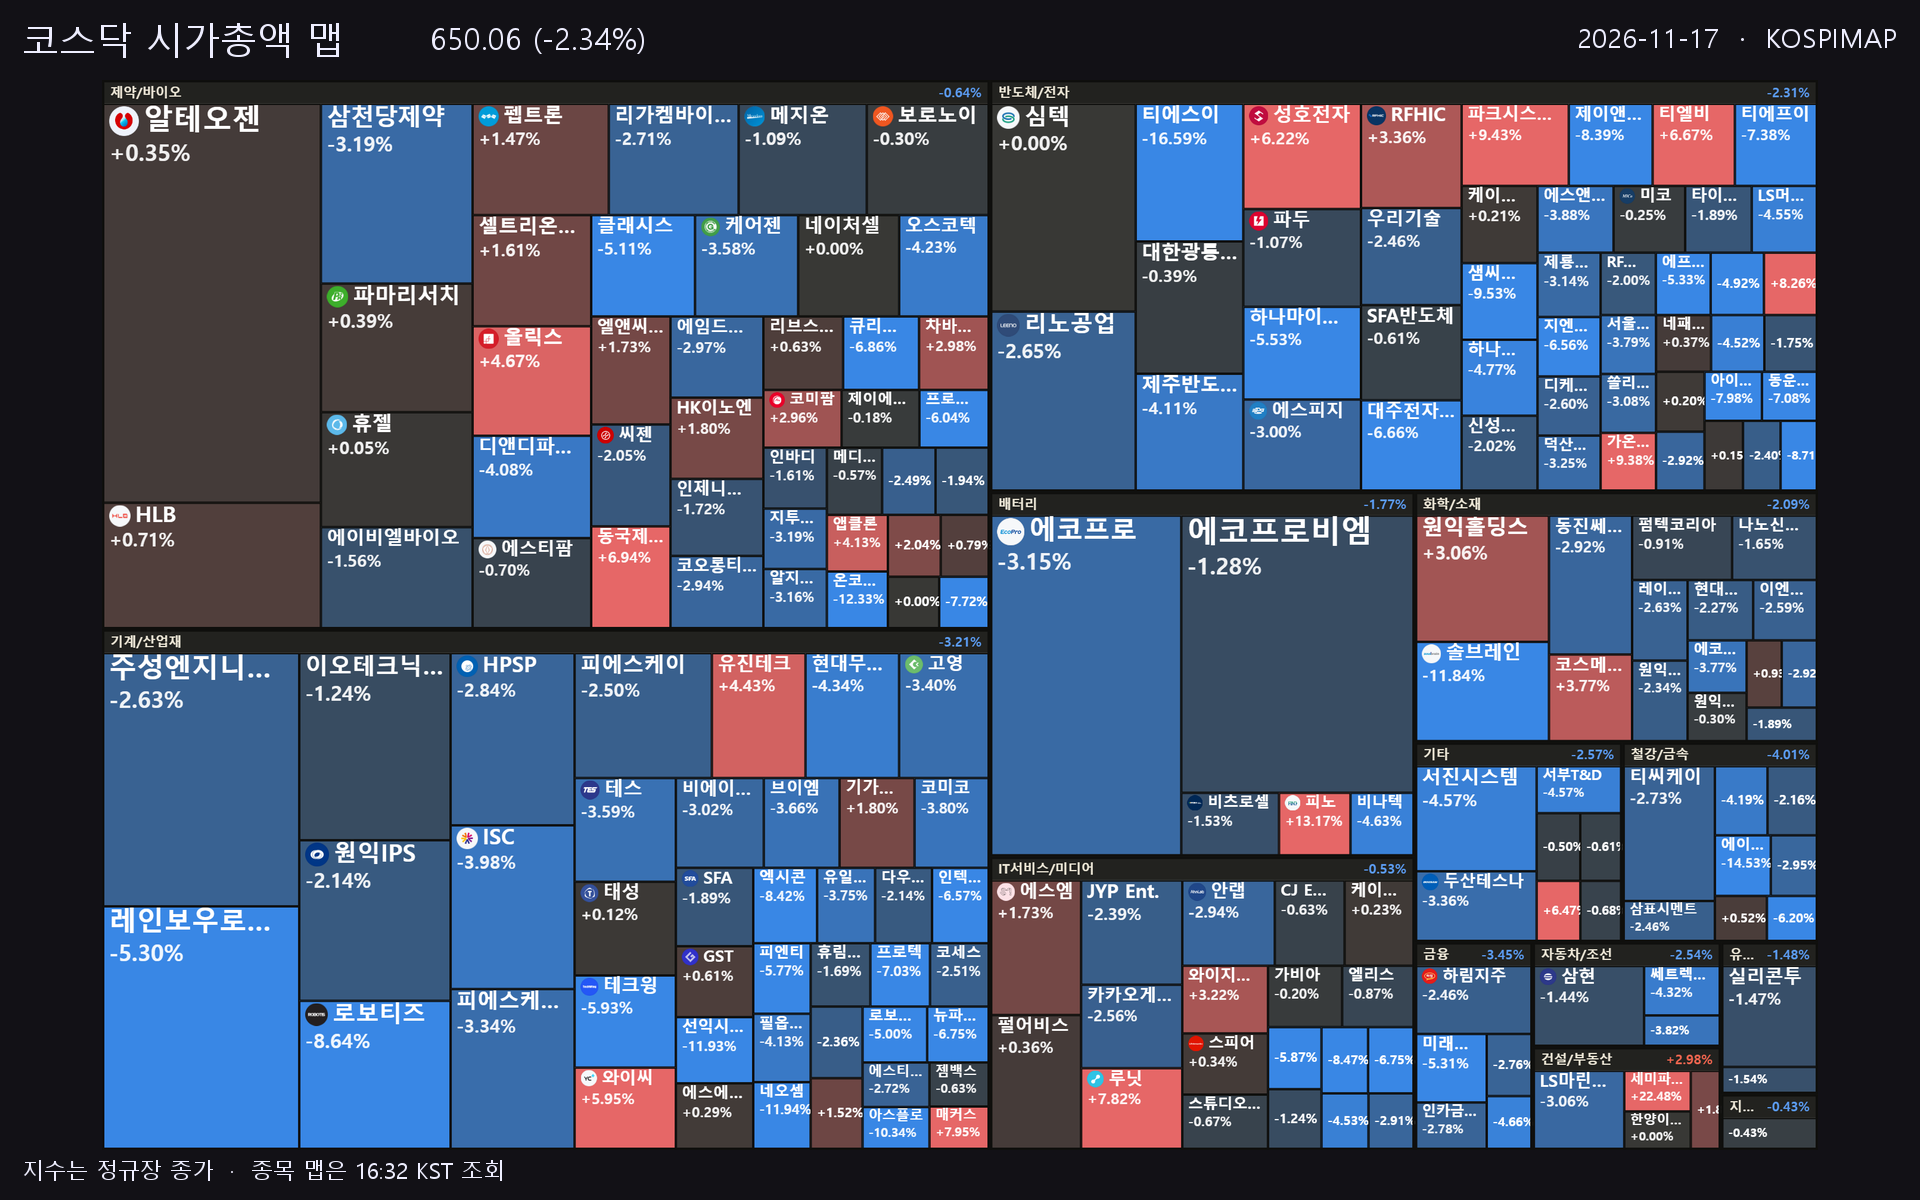 코스닥 시가총액 맵
650.06 (-2.34%)
2026-11-17 · KOSPIMAP
제약/바이오
-0.64%
알테오젠
+0.35%
HLB
+0.71%
삼천당제약
-3.19%
파마리서치
+0.39%
휴젤
+0.05%
에이비엘바이오
-1.56%
펩트론
+1.47%
리가켐바이...
-2.71%
메지온
-1.09%
보로노이
-0.30%
셀트리온...
+1.61%
클래시스
-5.11%
케어젠
-3.58%
네이처셀
+0.00%
오스코텍
-4.23%
올릭스
+4.67%
디앤디파...
-4.08%
에스티팜
-0.70%
엘앤씨...
+1.73%
씨젠
-2.05%
동국제...
+6.94%
에임드...
-2.97%
HK이노엔
+1.80%
인제니...
-1.72%
코오롱티...
-2.94%
리브스...
+0.63%
큐리...
-6.86%
차바...
+2.98%
코미팜
+2.96%
제이에...
-0.18%
프로...
-6.04%
인바디
-1.61%
메디...
-0.57%
-2.49%
-1.94%
지투...
-3.19%
앱클론
+4.13%
+2.04%
+0.79%
알지...
-3.16%
온코...
-12.33%
+0.00%
-7.72%
기계/산업재
-3.21%
주성엔지니...
-2.63%
레인보우로...
-5.30%
이오테크닉...
-1.24%
원익IPS
-2.14%
로보티즈
-8.64%
HPSP
-2.84%
ISC
-3.98%
피에스케...
-3.34%
피에스케이
-2.50%
유진테크
+4.43%
현대무...
-4.34%
고영
-3.40%
테스
-3.59%
비에이...
-3.02%
브이엠
-3.66%
기가...
+1.80%
코미코
-3.80%
태성
+0.12%
테크윙
-5.93%
와이씨
+5.95%
SFA
-1.89%
엑시콘
-8.42%
유일...
-3.75%
다우...
-2.14%
인텍...
-6.57%
GST
+0.61%
피엔티
-5.77%
휴림...
-1.69%
프로텍
-7.03%
코세스
-2.51%
선익시...
-11.93%
필옵...
-4.13%
-2.36%
로보...
-5.00%
뉴파...
-6.75%
에스에...
+0.29%
네오셈
-11.94%
+1.52%
에스티...
-2.72%
젬백스
-0.63%
아스플로
-10.34%
매커스
+7.95%
반도체/전자
-2.31%
심텍
+0.00%
리노공업
-2.65%
티에스이
-16.59%
대한광통...
-0.39%
제주반도...
-4.11%
성호전자
+6.22%
RFHIC
+3.36%
파두
-1.07%
우리기술
-2.46%
하나마이...
-5.53%
SFA반도체
-0.61%
에스피지
-3.00%
대주전자...
-6.66%
파크시스...
+9.43%
제이앤...
-8.39%
티엘비
+6.67%
티에프이
-7.38%
케이...
+0.21%
에스앤...
-3.88%
미코
-0.25%
타이...
-1.89%
LS머...
-4.55%
샘씨...
-9.53%
제룡...
-3.14%
RF...
-2.00%
에프...
-5.33%
-4.92%
+8.26%
하나...
-4.77%
지엔...
-6.56%
서울...
-3.79%
네패...
+0.37%
-4.52%
-1.75%
신성...
-2.02%
디케...
-2.60%
쏠리...
-3.08%
+0.20%
아이...
-7.98%
동운...
-7.08%
덕산...
-3.25%
가온...
+9.38%
-2.92%
+0.15
-2.40%
-8.71
배터리
-1.77%
에코프로
-3.15%
에코프로비엠
-1.28%
비츠로셀
-1.53%
피노
+13.17%
비나텍
-4.63%
IT서비스/미디어
-0.53%
에스엠
+1.73%
펄어비스
+0.36%
JYP Ent.
-2.39%
카카오게...
-2.56%
루닛
+7.82%
안랩
-2.94%
CJ E...
-0.63%
케이...
+0.23%
와이지...
+3.22%
가비아
-0.20%
엘리스
-0.87%
스피어
+0.34%
-5.87%
-8.47%
-6.75%
스튜디오...
-0.67%
-1.24%
-4.53%
-2.91%
화학/소재
-2.09%
원익홀딩스
+3.06%
솔브레인
-11.84%
동진쎄...
-2.92%
코스메...
+3.77%
펌텍코리아
-0.91%
나노신...
-1.65%
레이...
-2.63%
현대...
-2.27%
이엔...
-2.59%
원익...
-2.34%
에코...
-3.77%
+0.93
-2.92
원익...
-0.30%
-1.89%
기타
-2.57%
서진시스템
-4.57%
두산테스나
-3.36%
서부T&D
-4.57%
-0.50%
-0.61%
+6.47%
-0.68%
철강/금속
-4.01%
티씨케이
-2.73%
삼표시멘트
-2.46%
-4.19%
-2.16%
에이...
-14.53%
-2.95%
+0.52%
-6.20%
금융
-3.45%
하림지주
-2.46%
미래...
-5.31%
-2.76%
인카금...
-2.78%
-4.66%
자동차/조선
-2.54%
삼현
-1.44%
쎄트렉...
-4.32%
-3.82%
건설/부동산
+2.98%
LS마린...
-3.06%
세미파...
+22.48%
한양이...
+0.00%
+1.8
유...
-1.48%
실리콘투
-1.47%
-1.54%
지...
-0.43%
-0.43%
지수는 정규장 종가 · 종목 맵은 16:32 KST 조회